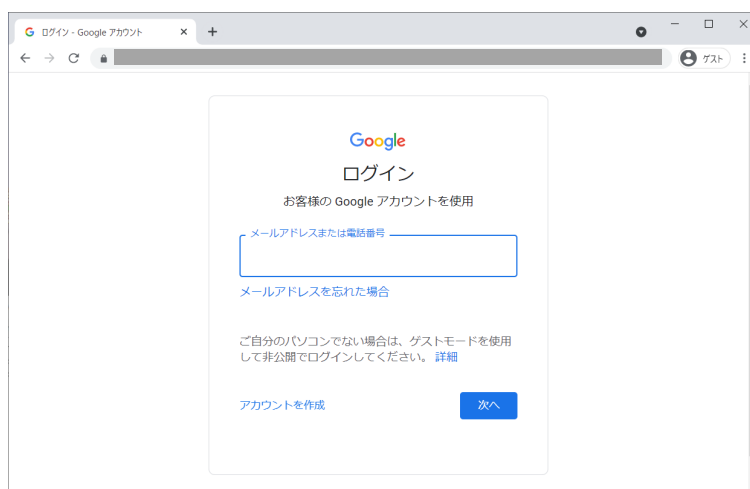 ログイン - Google アカウント
ゲスト
Google
ログイン
お客様の Google アカウントを使用
メールアドレスまたは電話番号
メールアドレスを忘れた場合
ご自分のパソコンでない場合は、ゲストモードを使用
して非公開でログインしてください。 詳細
アカウントを作成
次へ